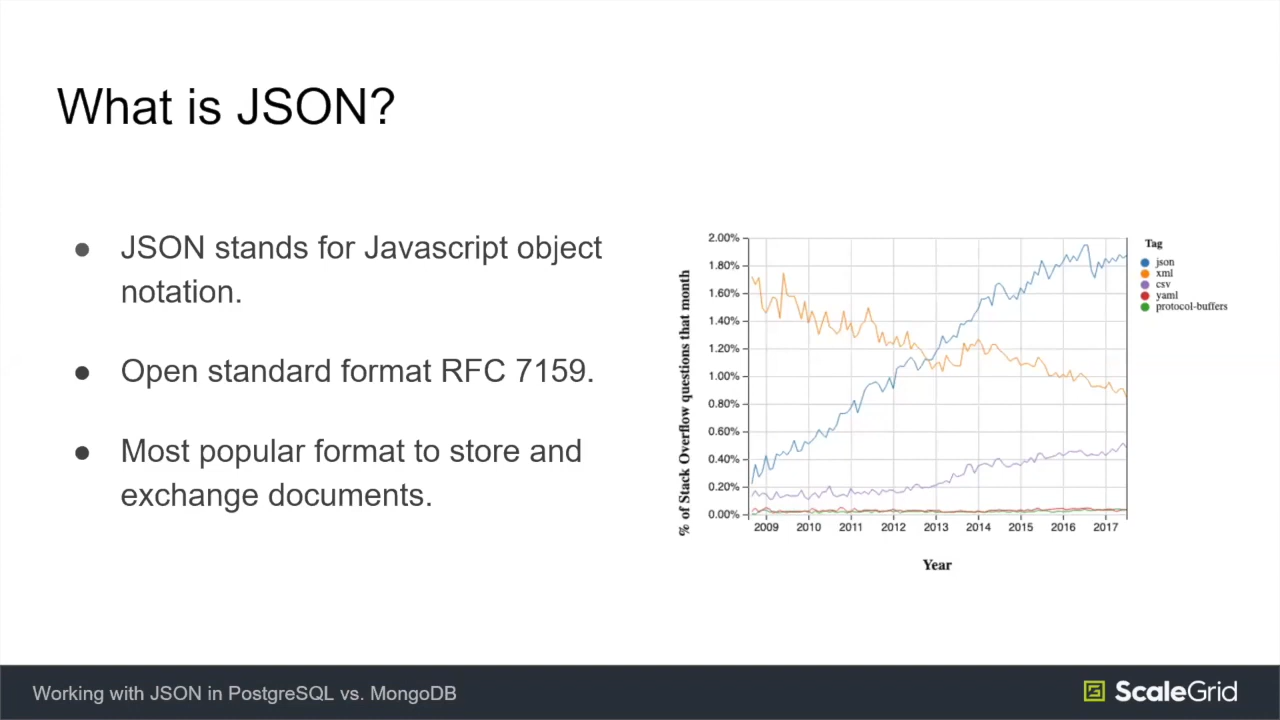 What is JSON?
● JSON stands for Javascript object
notation.
● Open standard format RFC 7159.
● Most popular format to store and
exchange documents.
% of Stack Overflow questions that month
2.00%
1.80%
1.60%
1.40%
1.20%
1.00%
0.80%
0.60%
0.40%
0.20%
0.00%
2009 2010 2011 2012 2013 2014 2015 2016 2017
Year
Tag
json
xml
csv
yaml
protocol-buffers
Working with JSON in PostgreSQL vs. MongoDB
ScaleGrid